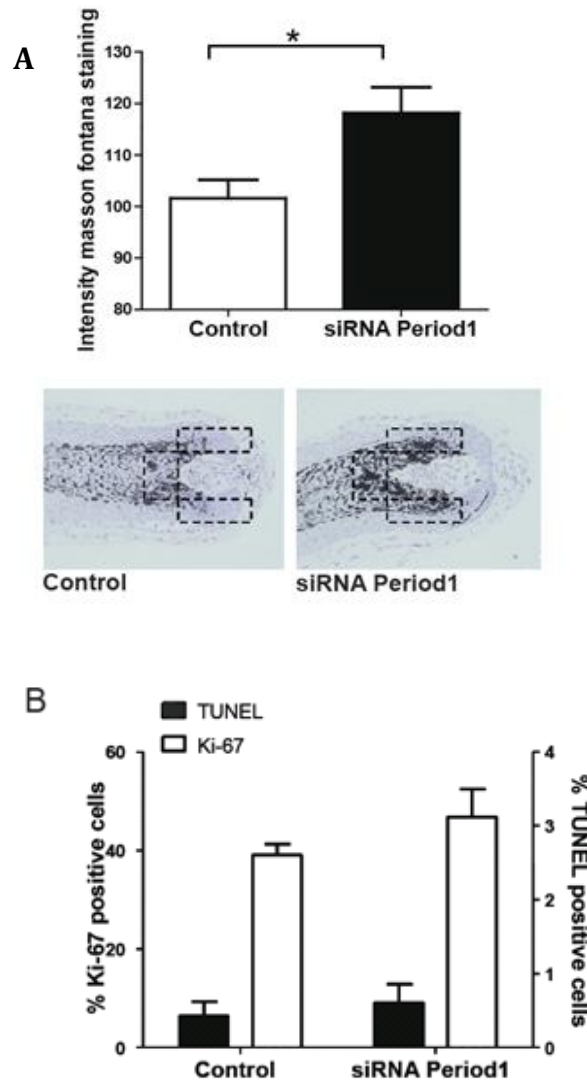 A
*
Intensity masson fontana staining
130
120
110
100
90
80
Control
siRNA Period1
Control
siRNA Period1
B
TUNEL
Ki-67
% Ki-67 positive cells
60
40
20
0
4
3
2
1
0
% TUNEL positive cells
Control
siRNA Period1